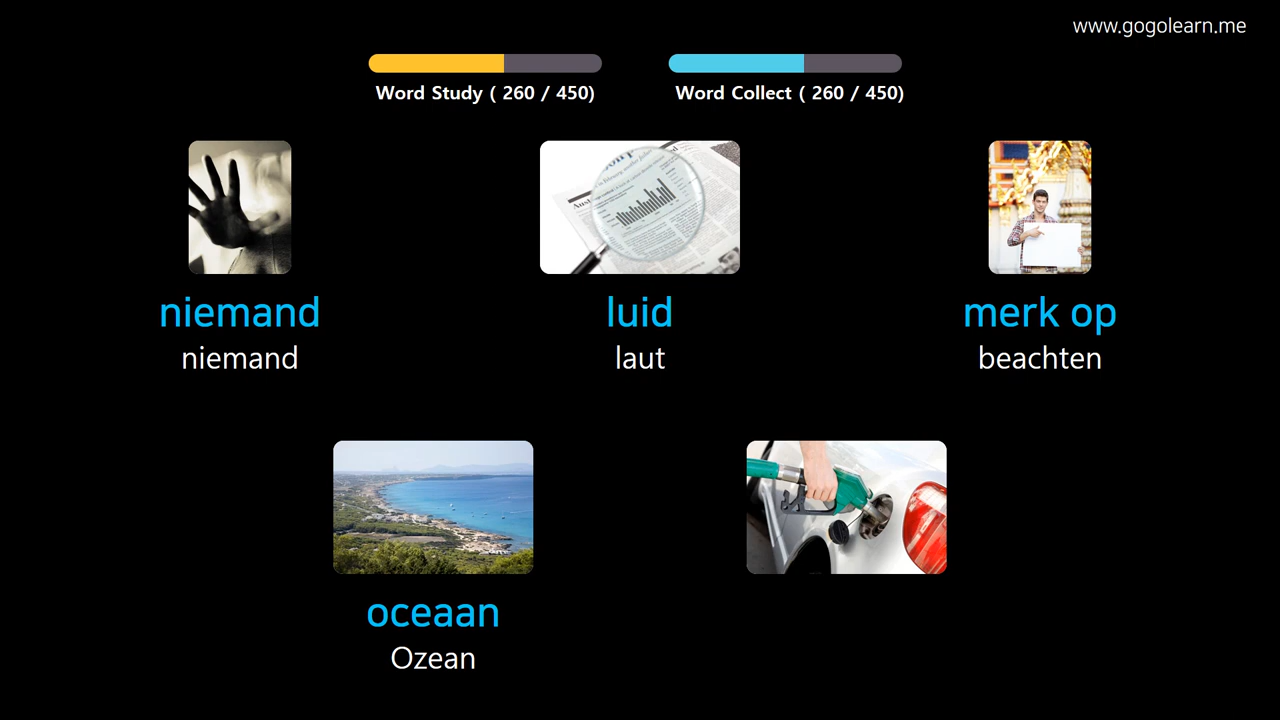 www.gogolearn.me
Word Study ( 260 / 450)
Word Collect ( 260 / 450)
niemand
niemand
luid
laut
merk op
beachten
oceaan
Ozean